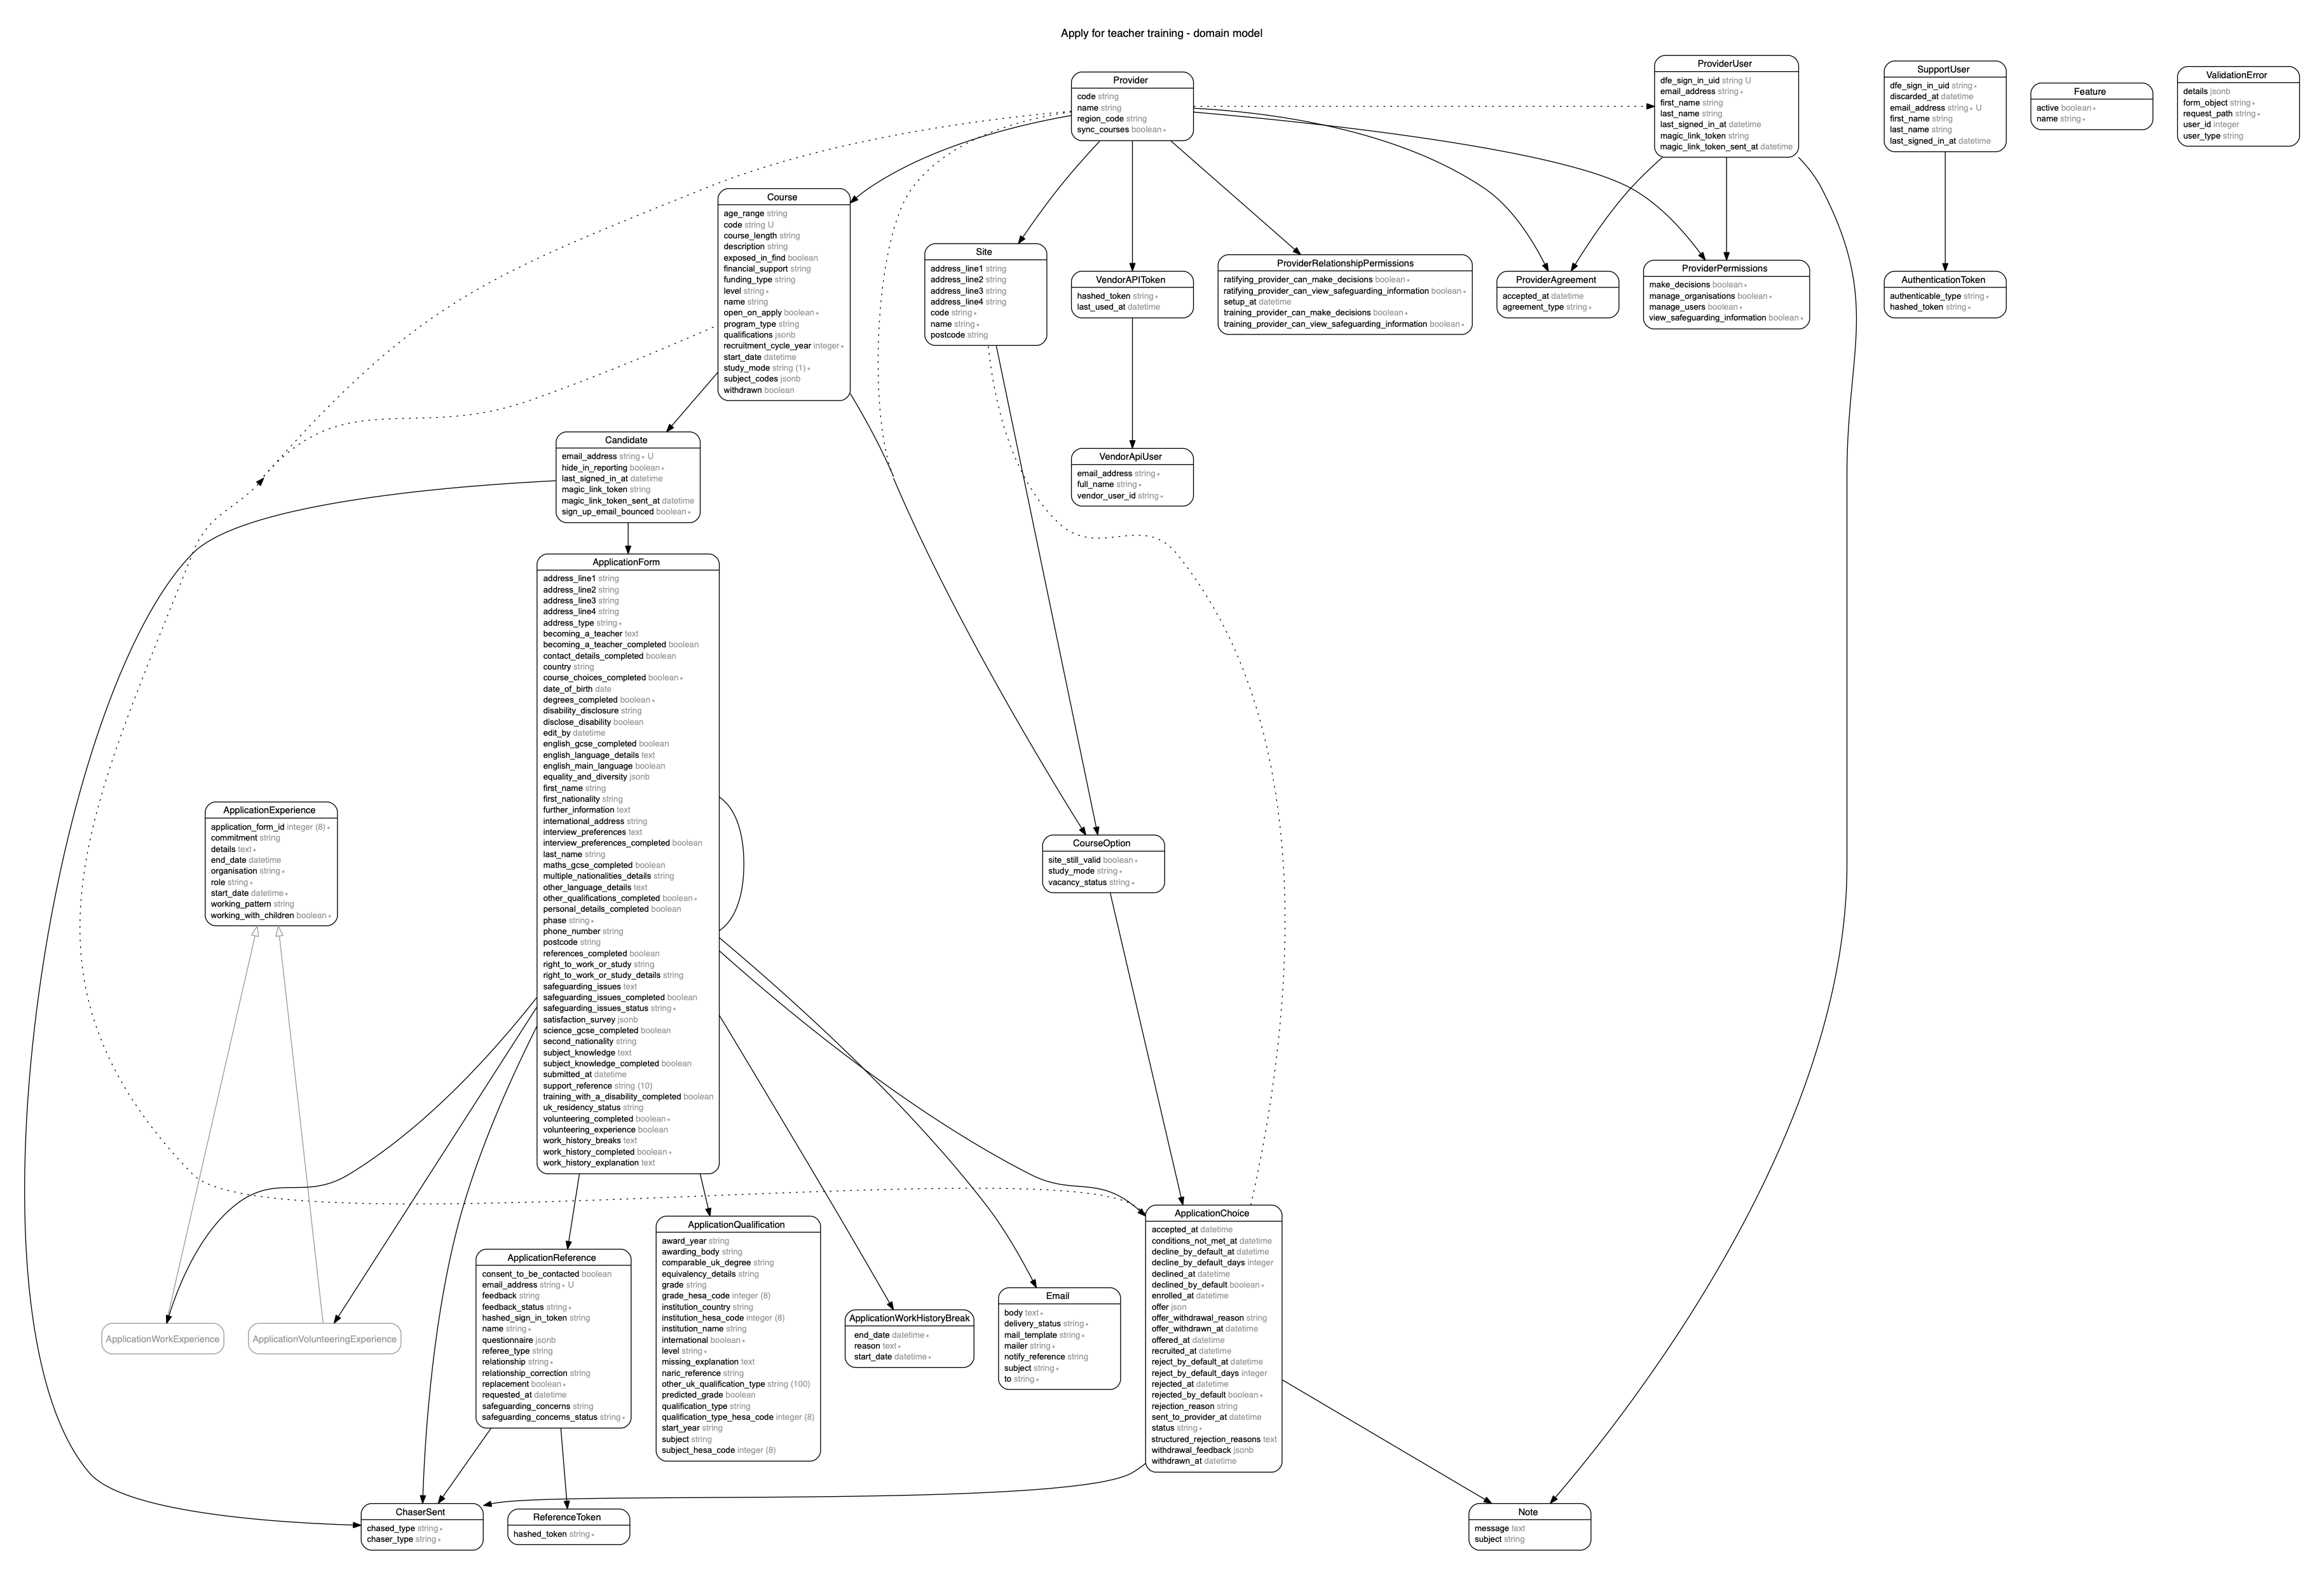 Apply for teacher training - domain model
Provider
code string
name string
region_code string
sync_courses boolean ∗
ProviderUser
dfe_sign_in_uid string U
email_address string ∗
first_name string
last_name string
last_signed_in_at datetime
magic_link_token string
magic_link_token_sent_at datetime
SupportUser
dfe_sign_in_uid string ∗
discarded_at datetime
email_address string ∗ U
first_name string
last_name string
last_signed_in_at datetime
Feature
active boolean ∗
name string ∗
ValidationError
details jsonb
form_object string ∗
request_path string ∗
user_id integer
user_type string
Course
age_range string
code string U
course_length string
description string
exposed_in_find boolean
financial_support string
funding_type string
level string ∗
name string
open_on_apply boolean ∗
program_type string
qualifications jsonb
recruitment_cycle_year integer ∗
start_date datetime
study_mode string (1) ∗
subject_codes jsonb
withdrawn boolean
Site
address_line1 string
address_line2 string
address_line3 string
address_line4 string
code string ∗
name string ∗
postcode string
VendorAPIToken
hashed_token string ∗
last_used_at datetime
ProviderRelationshipPermissions
ratifying_provider_can_make_decisions boolean ∗
ratifying_provider_can_view_safeguarding_information boolean ∗
setup_at datetime
training_provider_can_make_decisions boolean ∗
training_provider_can_view_safeguarding_information boolean ∗
ProviderAgreement
accepted_at datetime
agreement_type string ∗
ProviderPermissions
make_decisions boolean ∗
manage_organisations boolean ∗
manage_users boolean ∗
view_safeguarding_information boolean ∗
AuthenticationToken
authenticable_type string ∗
hashed_token string ∗
Candidate
email_address string ∗ U
hide_in_reporting boolean ∗
last_signed_in_at datetime
magic_link_token string
magic_link_token_sent_at datetime
sign_up_email_bounced boolean ∗
VendorApiUser
email_address string ∗
full_name string ∗
vendor_user_id string ∗
ApplicationForm
address_line1 string
address_line2 string
address_line3 string
address_line4 string
address_type string ∗
becoming_a_teacher text
becoming_a_teacher_completed boolean
contact_details_completed boolean
country string
course_choices_completed boolean ∗
date_of_birth date
degrees_completed boolean ∗
disability_disclosure string
disclose_disability boolean
edit_by datetime
english_gcse_completed boolean
english_language_details text
english_main_language boolean
equality_and_diversity jsonb
first_name string
first_nationality string
further_information text
international_address string
interview_preferences text
interview_preferences_completed boolean
last_name string
maths_gcse_completed boolean
multiple_nationalities_details string
other_language_details text
other_qualifications_completed boolean ∗
personal_details_completed boolean
phase string ∗
phone_number string
postcode string
references_completed boolean
right_to_work_or_study string
right_to_work_or_study_details string
safeguarding_issues text
safeguarding_issues_completed boolean
safeguarding_issues_status string ∗
satisfaction_survey jsonb
science_gcse_completed boolean
second_nationality string
subject_knowledge text
subject_knowledge_completed boolean
submitted_at datetime
support_reference string (10)
training_with_a_disability_completed boolean
uk_residency_status string
volunteering_completed boolean ∗
volunteering_experience boolean
work_history_breaks text
work_history_completed boolean ∗
work_history_explanation text
ApplicationExperience
application_form_id integer (8) ∗
commitment string
details text ∗
end_date datetime
organisation string ∗
role string ∗
start_date datetime ∗
working_pattern string
working_with_children boolean ∗
CourseOption
site_still_valid boolean ∗
study_mode string ∗
vacancy_status string ∗
ApplicationWorkExperience
ApplicationVolunteeringExperience
ApplicationReference
consent_to_be_contacted boolean
email_address string ∗ U
feedback string
feedback_status string ∗
hashed_sign_in_token string
name string ∗
questionnaire jsonb
referee_type string
relationship string ∗
relationship_correction string
replacement boolean ∗
requested_at datetime
safeguarding_concerns string
safeguarding_concerns_status string ∗
ApplicationQualification
award_year string
awarding_body string
comparable_uk_degree string
equivalency_details string
grade string
grade_hesa_code integer (8)
institution_country string
institution_hesa_code integer (8)
institution_name string
international boolean ∗
level string ∗
missing_explanation text
naric_reference string
other_uk_qualification_type string (100)
predicted_grade boolean
qualification_type string
qualification_type_hesa_code integer (8)
start_year string
subject string
subject_hesa_code integer (8)
ApplicationWorkHistoryBreak
end_date datetime ∗
reason text ∗
start_date datetime ∗
Email
body text ∗
delivery_status string ∗
mail_template string ∗
mailer string ∗
notify_reference string
subject string ∗
to string ∗
ApplicationChoice
accepted_at datetime
conditions_not_met_at datetime
decline_by_default_at datetime
decline_by_default_days integer
declined_at datetime
declined_by_default boolean ∗
enrolled_at datetime
offer json
offer_withdrawal_reason string
offer_withdrawn_at datetime
offered_at datetime
recruited_at datetime
reject_by_default_at datetime
reject_by_default_days integer
rejected_at datetime
rejected_by_default boolean ∗
rejection_reason string
sent_to_provider_at datetime
status string ∗
structured_rejection_reasons text
withdrawal_feedback jsonb
withdrawn_at datetime
ChaserSent
chased_type string ∗
chaser_type string ∗
ReferenceToken
hashed_token string ∗
Note
message text
subject string